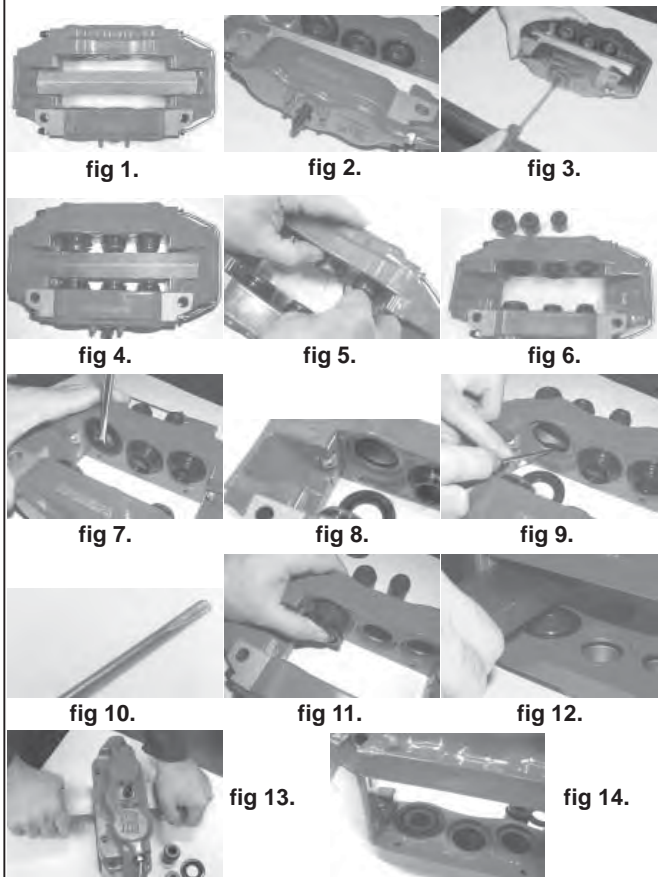 fig 1.
fig 2.
fig 3.
fig 4.
fig 5.
fig 6.
fig 7.
fig 8.
fig 9.
fig 10.
fig 11.
fig 12.
fig 13.
fig 14.